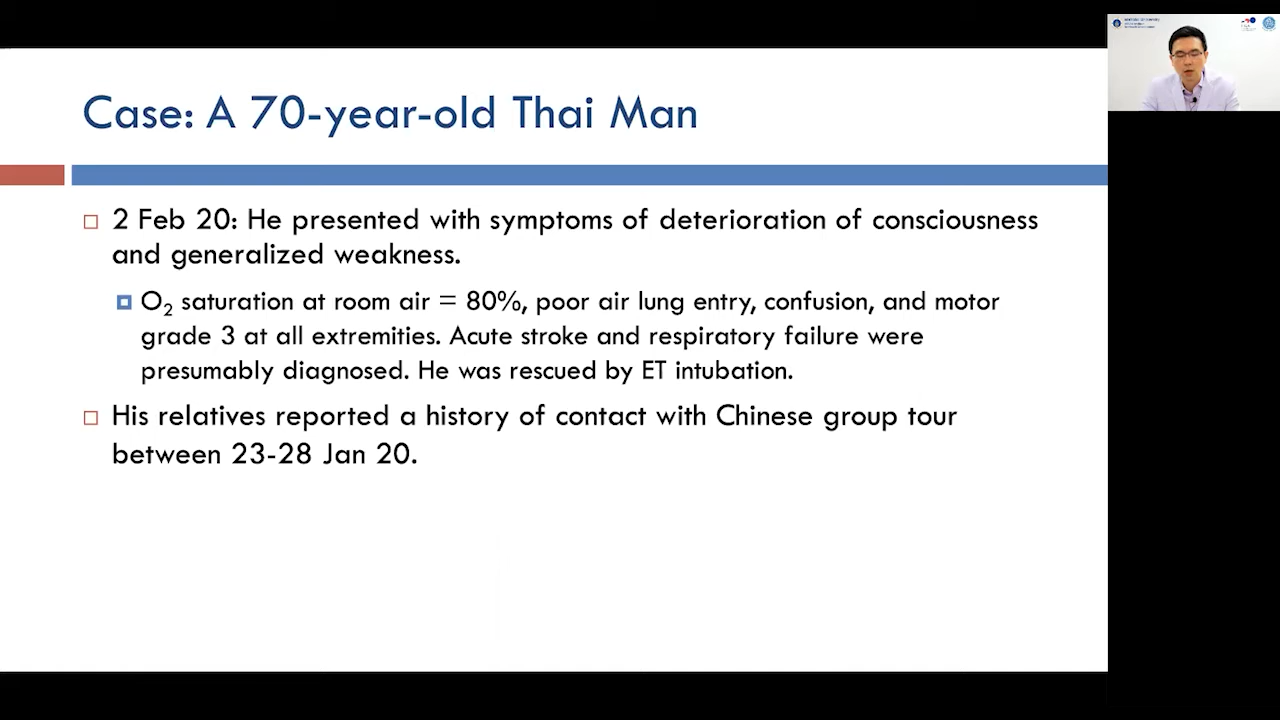 Case: A 70-year-old Thai Man
2 Feb 20: He presented with symptoms of deterioration of consciousness
and generalized weakness.
O₂ saturation at room air = 80%, poor air lung entry, confusion, and motor
grade 3 at all extremities. Acute stroke and respiratory failure were
presumably diagnosed. He was rescued by ET intubation.
His relatives reported a history of contact with Chinese group tour
between 23-28 Jan 20.